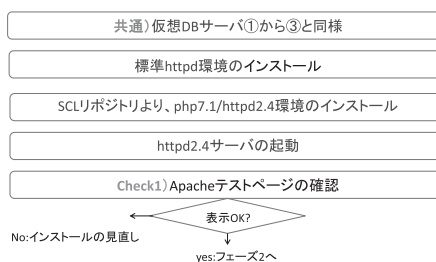 共通）仮想DBサーバ①から③と同様
標準httpd環境のインストール
SCLリポジトリより、php7.1/httpd2.4環境のインストール
httpd2.4サーバの起動
Check1）Apacheテストページの確認
表示OK?
No:インストールの見直し
yes:フェーズ2へ